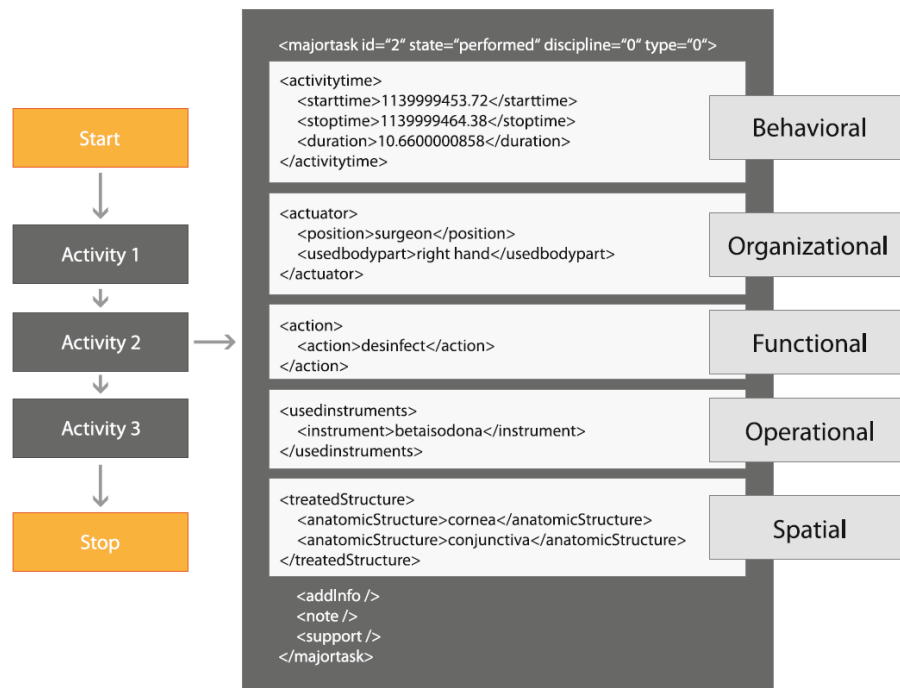 Start
Activity 1
Activity 2
Activity 3
Stop
<majortask id=“2“ state=“performed“ discipline=“0“ type=“0“>
<activitytime>
<starttime>1139999453.72</starttime>
<stoptime>1139999464.38</stoptime>
<duration>10.6600000858</duration>
</activitytime>
Behavioral
<actuator>
<position>surgeon</position>
<usedbodypart>right hand</usedbodypart>
</actuator>
Organizational
<action>
<action>desinfect</action>
</action>
Functional
<usedinstruments>
<instrument>betaisodona</instrument>
</usedinstruments>
Operational
<treatedStructure>
<anatomicStructure>cornea</anatomicStructure>
<anatomicStructure>conjunctiva</anatomicStructure>
</treatedStructure>
Spatial
<addInfo />
<note />
<support />
</majortask>